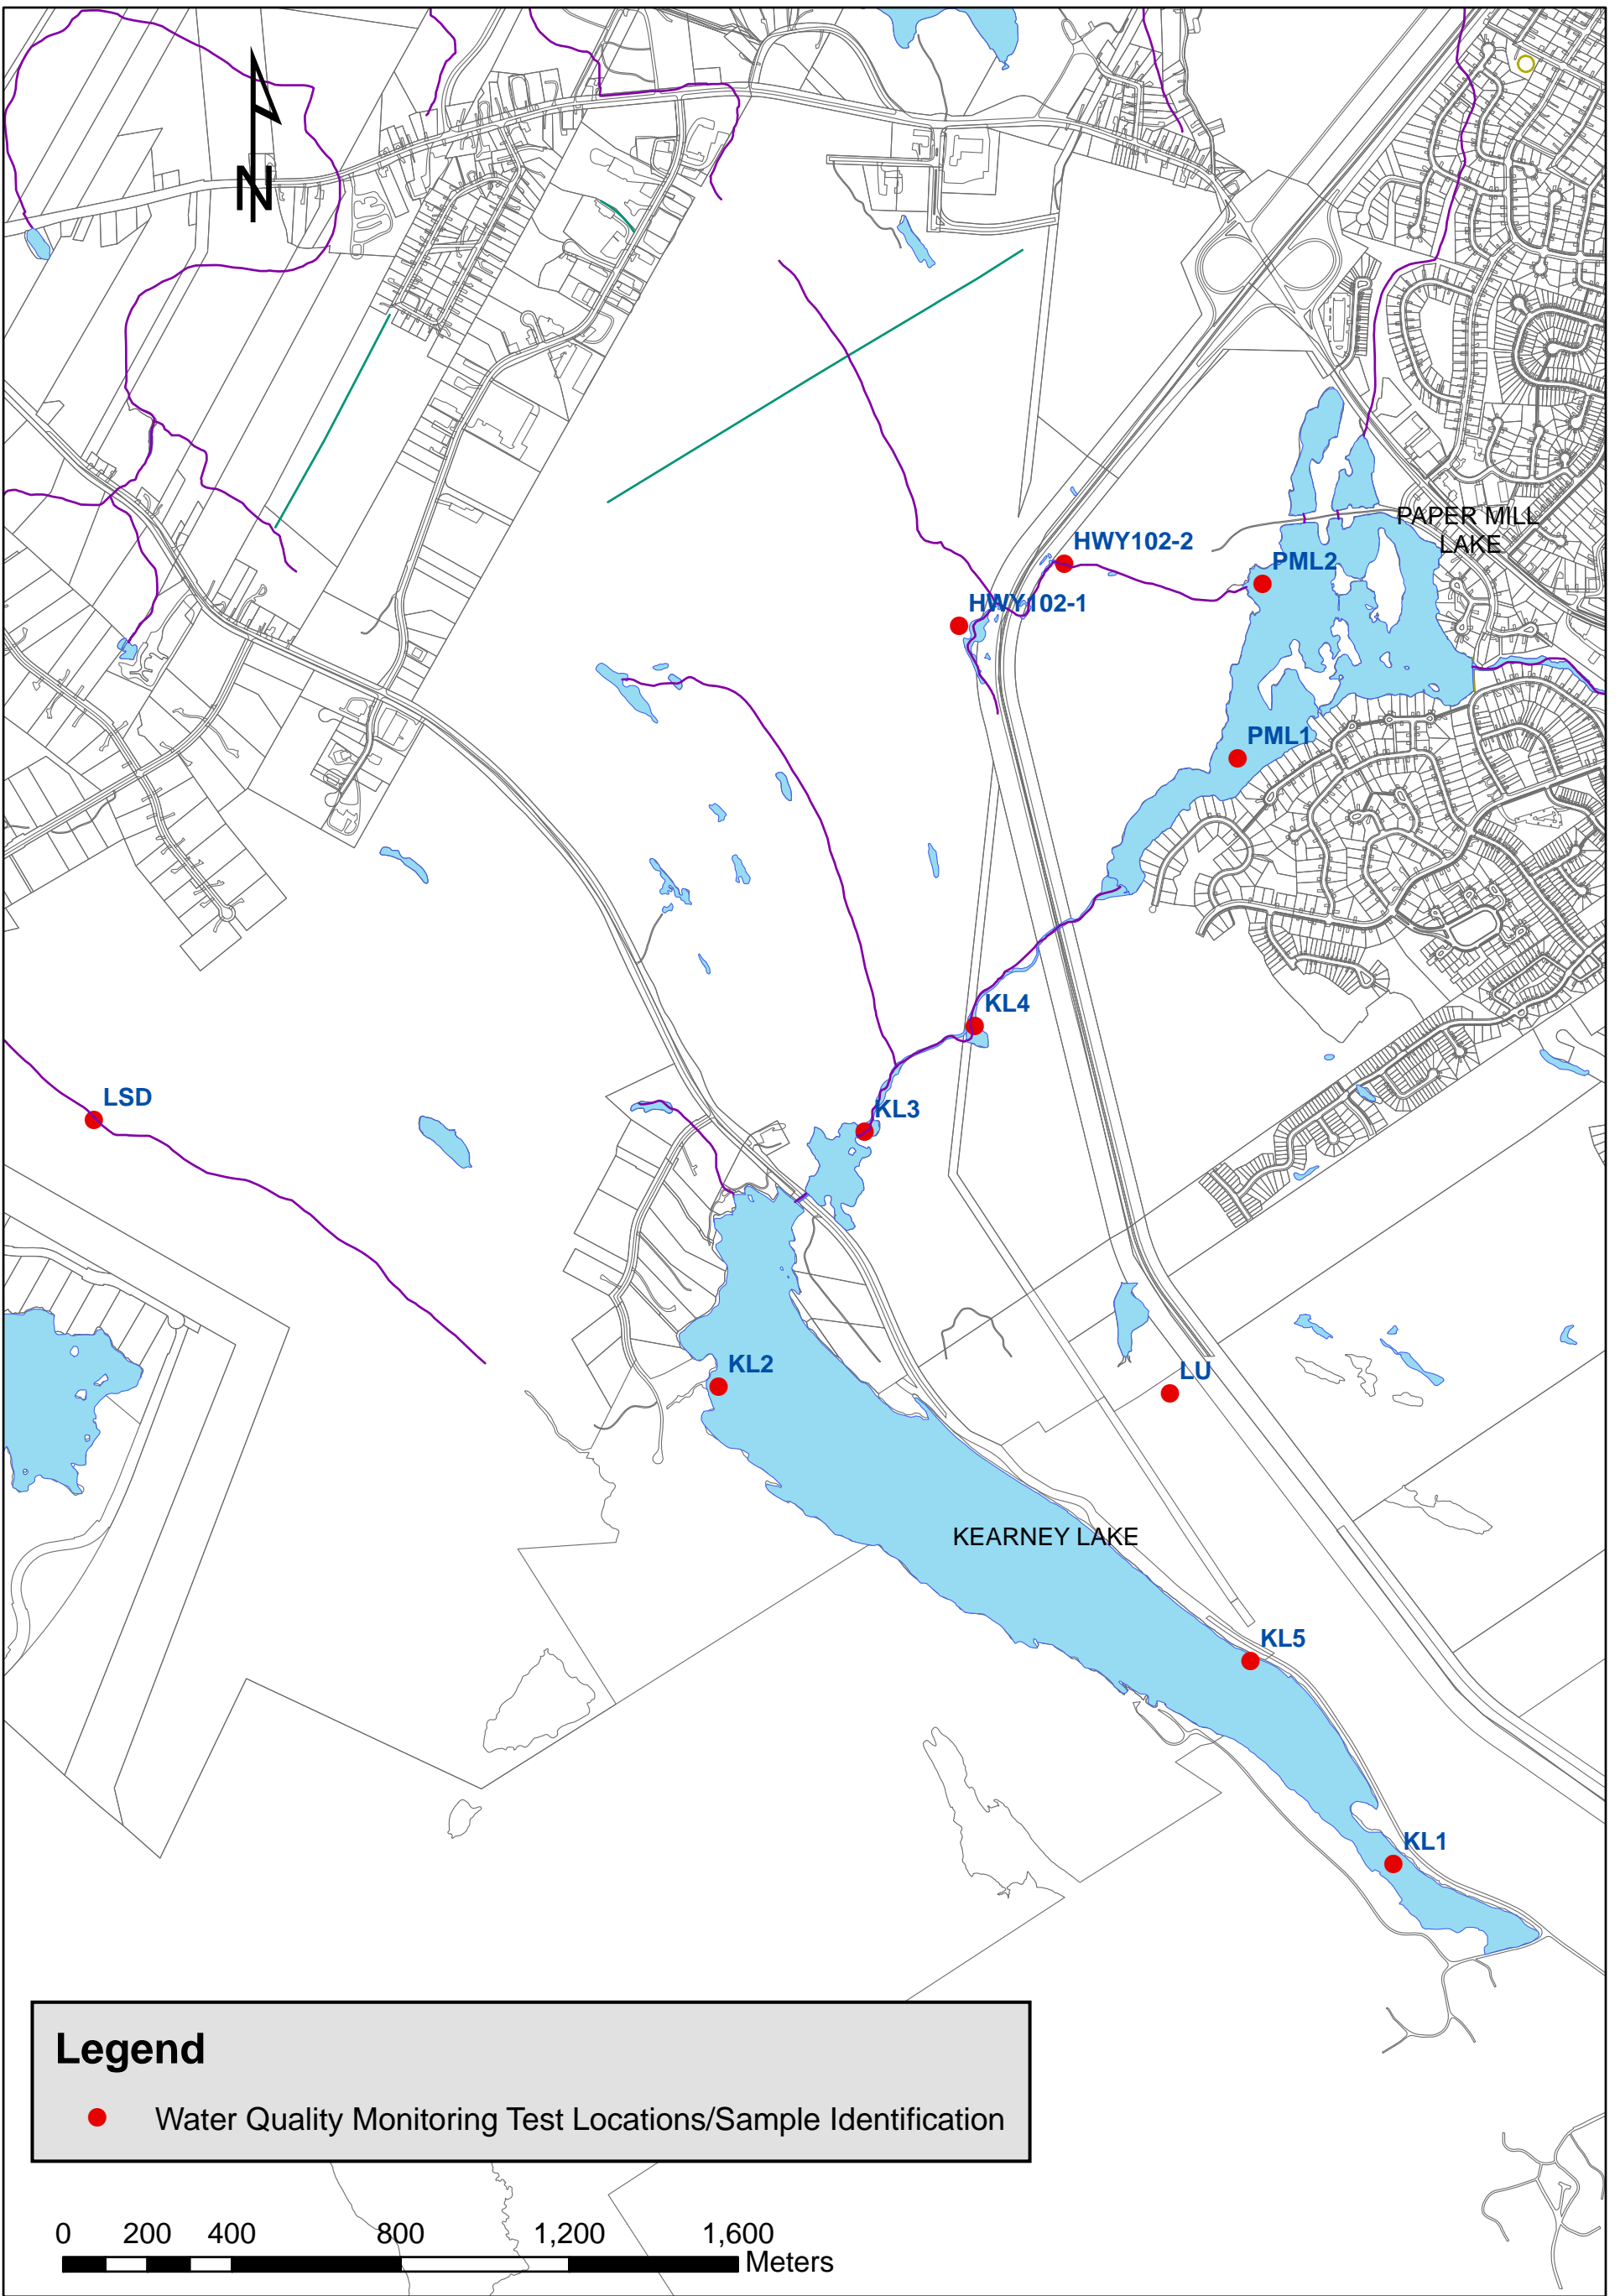 N
PAPER MILL
LAKE
HWY102-2
PML2
HWY102-1
PML1
KL4
LSD
KL3
KL2
LU
KEARNEY LAKE
KL5
KL1
Legend
Water Quality Monitoring Test Locations/Sample Identification
0 200 400 800 1,200 1,600
Meters